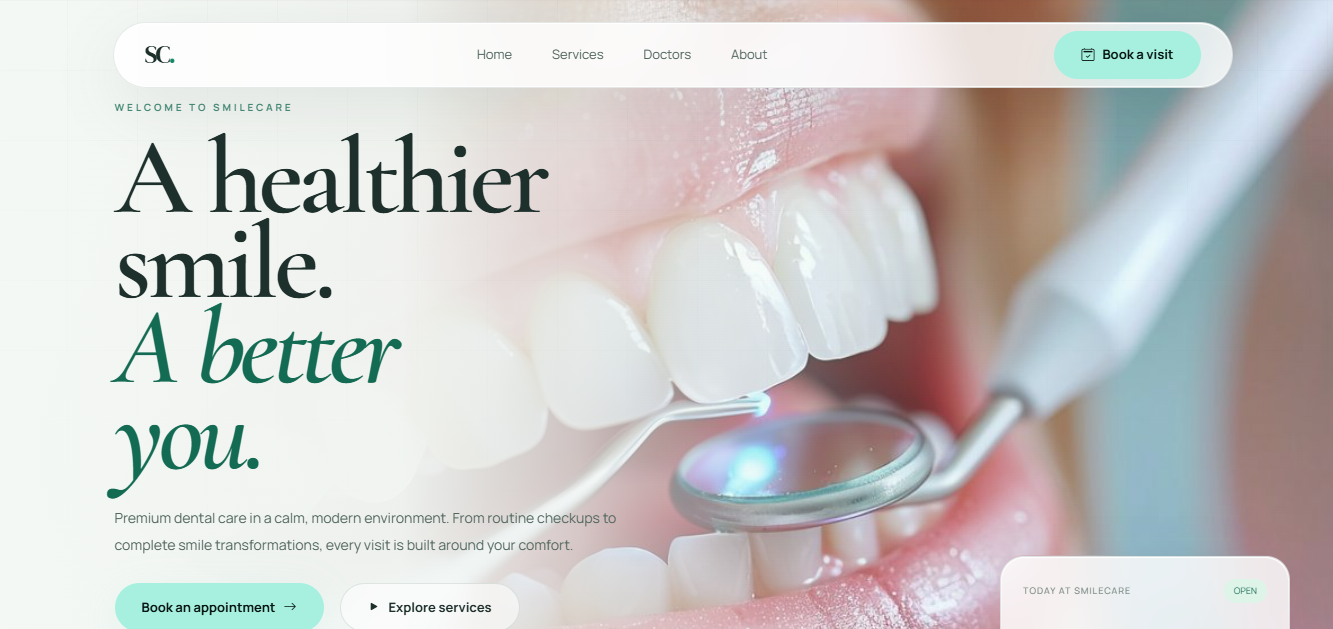 SC.
Home
Services
Doctors
About
Book a visit
WELCOME TO SMILECARE
A healthier
smile.
A better
you.
Premium dental care in a calm, modern environment. From routine checkups to
complete smile transformations, every visit is built around your comfort.
Book an appointment
Explore services
TODAY AT SMILECARE
OPEN